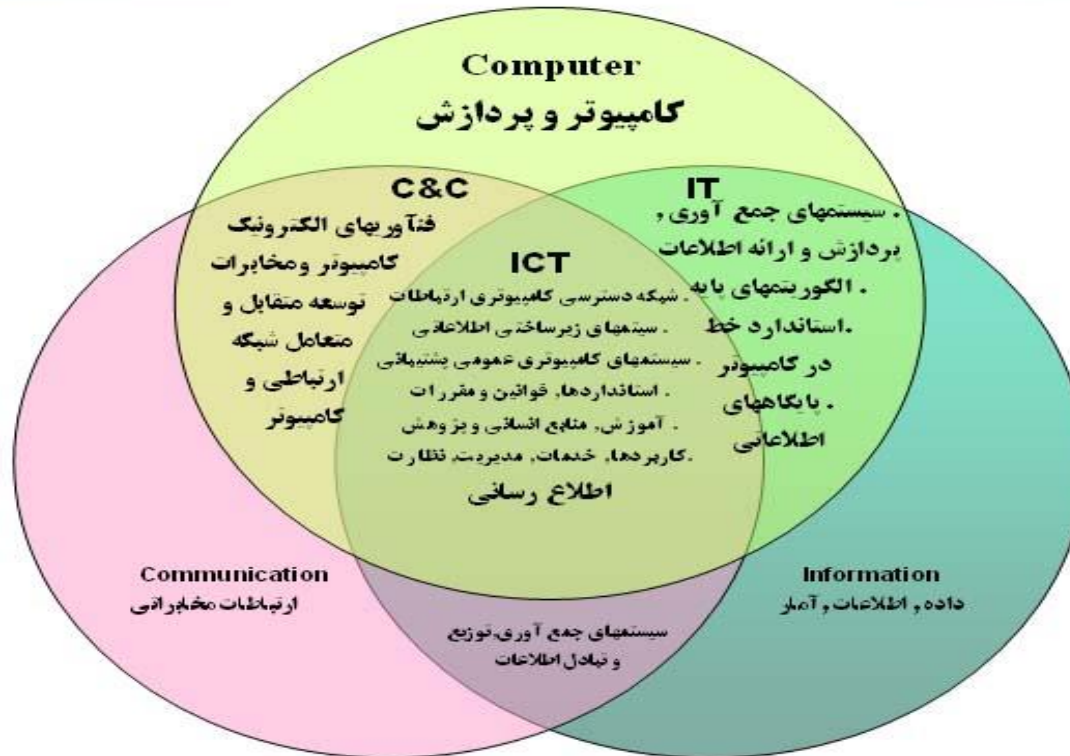 Computer
کامپیوتر و پردازش
C&C
فنآوریهای الکترونیک
کامپیوتر ومخابرات
توسعه متقابل و
متعامل شبکه
ارتباطی و
کامپیوتر
IT
. سیستمهای جمع آوری ,
پردازش و ارائه اطلاعات
. الگوریتمهای پایه
.استاندارد خط
در کامپیوتر
. پایگاههای
اطلاعاتی
ICT
. شبکه دسترسی کامپیوتری ارتباطات
. سیتمهای زیرساختی اطلاعاتی
. سیستمهای کامپیوتری عمومی پشتیبانی
. استانداردها, قوانین و مقررات
. آموزش, منابع انسانی و پژوهش
.کاربردها, خدمات, مدیریت, نظارت
اطلاع رسانی
Communication
ارتباطات مخابراتی
Information
داده , اطلاعات , آمار
سیستمهای جمع آوری,توزیع
و تبادل اطلاعات